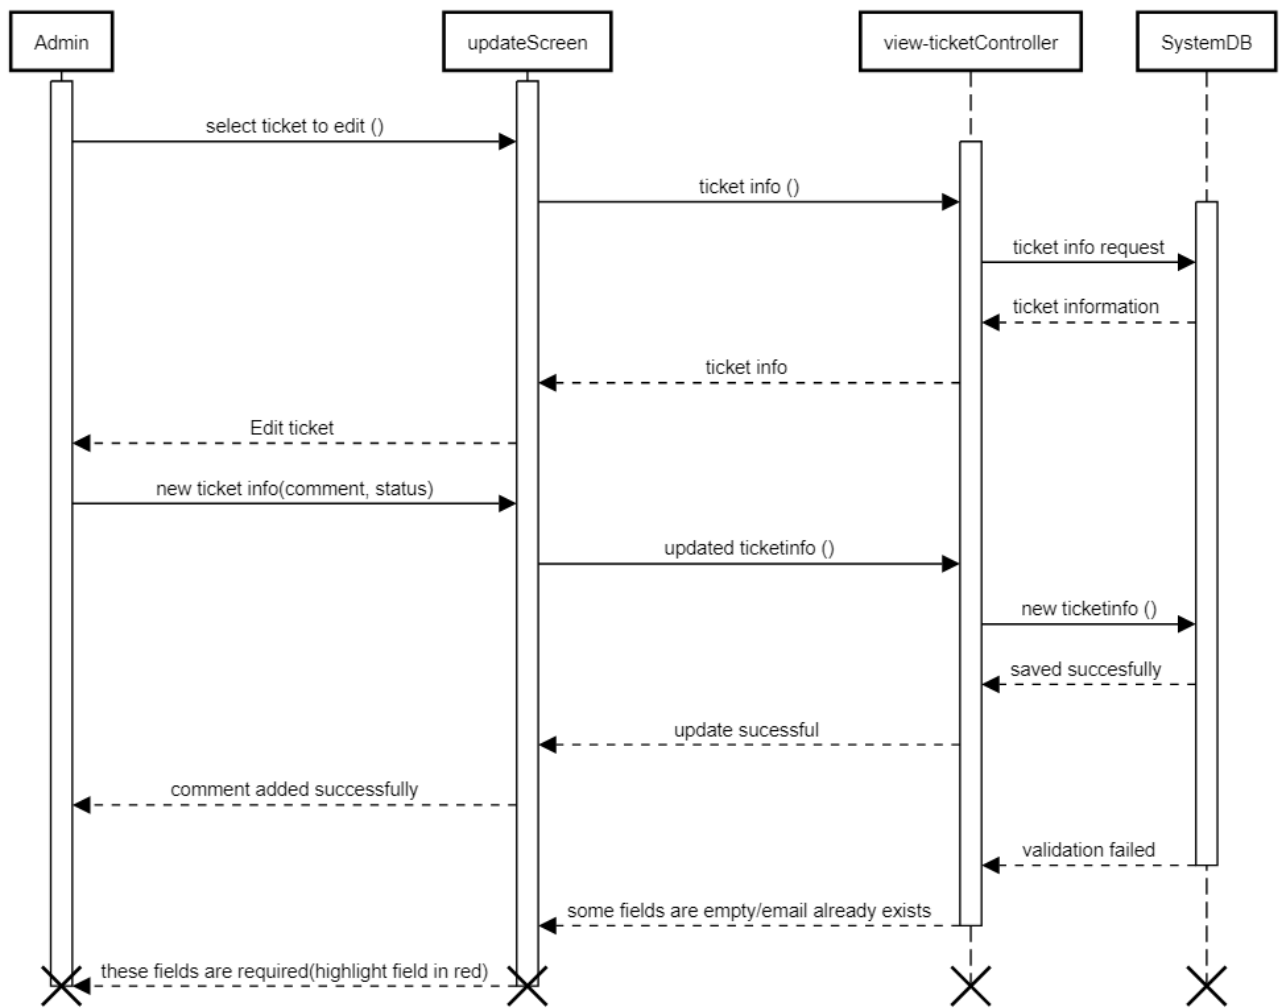 Admin
updateScreen
view-ticketController
SystemDB
select ticket to edit ()
ticket info ()
ticket info request
ticket information
ticket info
Edit ticket
new ticket info(comment, status)
updated ticketinfo ()
new ticketinfo ()
saved succesfully
update sucessful
comment added successfully
validation failed
some fields are empty/email already exists
these fields are required(highlight field in red)